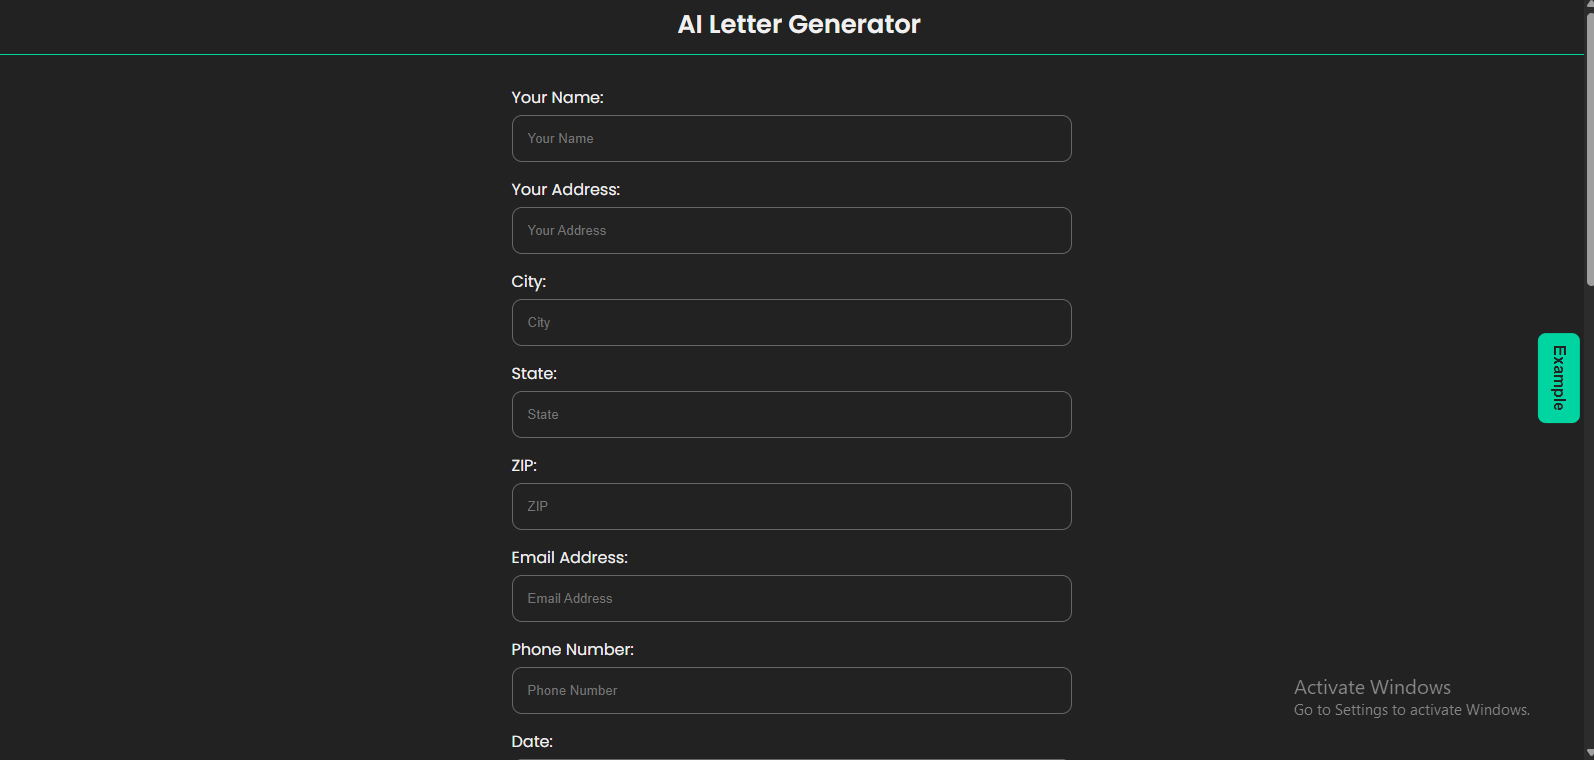 AI Letter Generator
Your Name:
Your Name
Your Address:
Your Address
City:
City
State:
State
ZIP:
ZIP
Email Address:
Email Address
Phone Number:
Phone Number
Date:
Example
Activate Windows
Go to Settings to activate Windows.